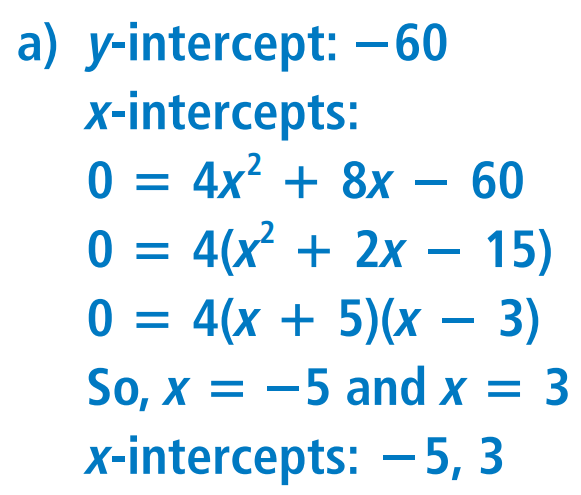 a) y-intercept: −60
x-intercepts:
0 = 4x² + 8x − 60
0 = 4(x² + 2x − 15)
0 = 4(x + 5)(x − 3)
So, x = −5 and x = 3
x-intercepts: −5, 3